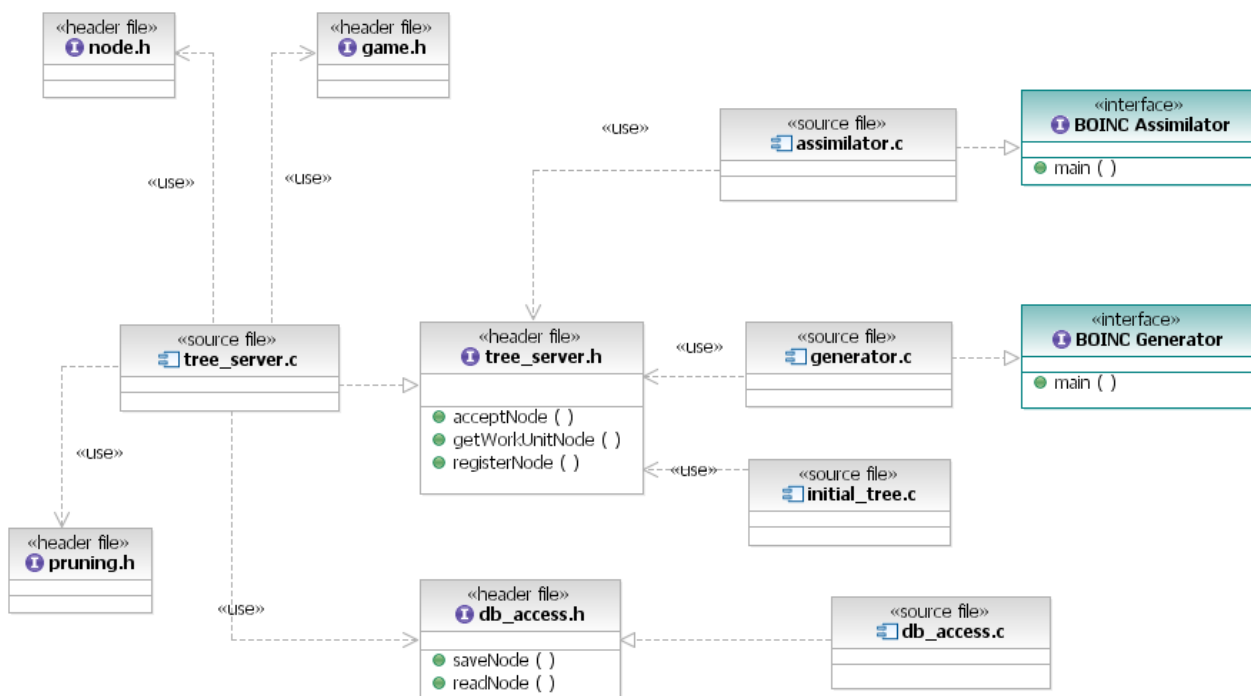 «header file»
node.h
«header file»
game.h
«use»
«use»
«use»
«source file»
assimilator.c
«interface»
BOINC Assimilator
main ( )
«source file»
tree_server.c
«header file»
tree_server.h
acceptNode ( )
getWorkUnitNode ( )
registerNode ( )
«use»
«source file»
generator.c
«interface»
BOINC Generator
main ( )
«use»
«use»
«source file»
initial_tree.c
«header file»
pruning.h
«use»
«header file»
db_access.h
saveNode ( )
readNode ( )
«source file»
db_access.c